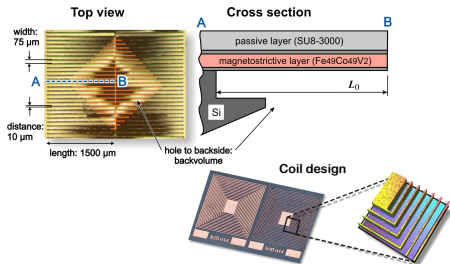 Top view
Cross section
width:
75 µm
A
B
distance:
10 µm
length: 1500 µm
A
B
passive layer (SU8-3000)
magnetostrictive layer (Fe49Co49V2)
L0
Si
hole to backside:
backvolume
Coil design